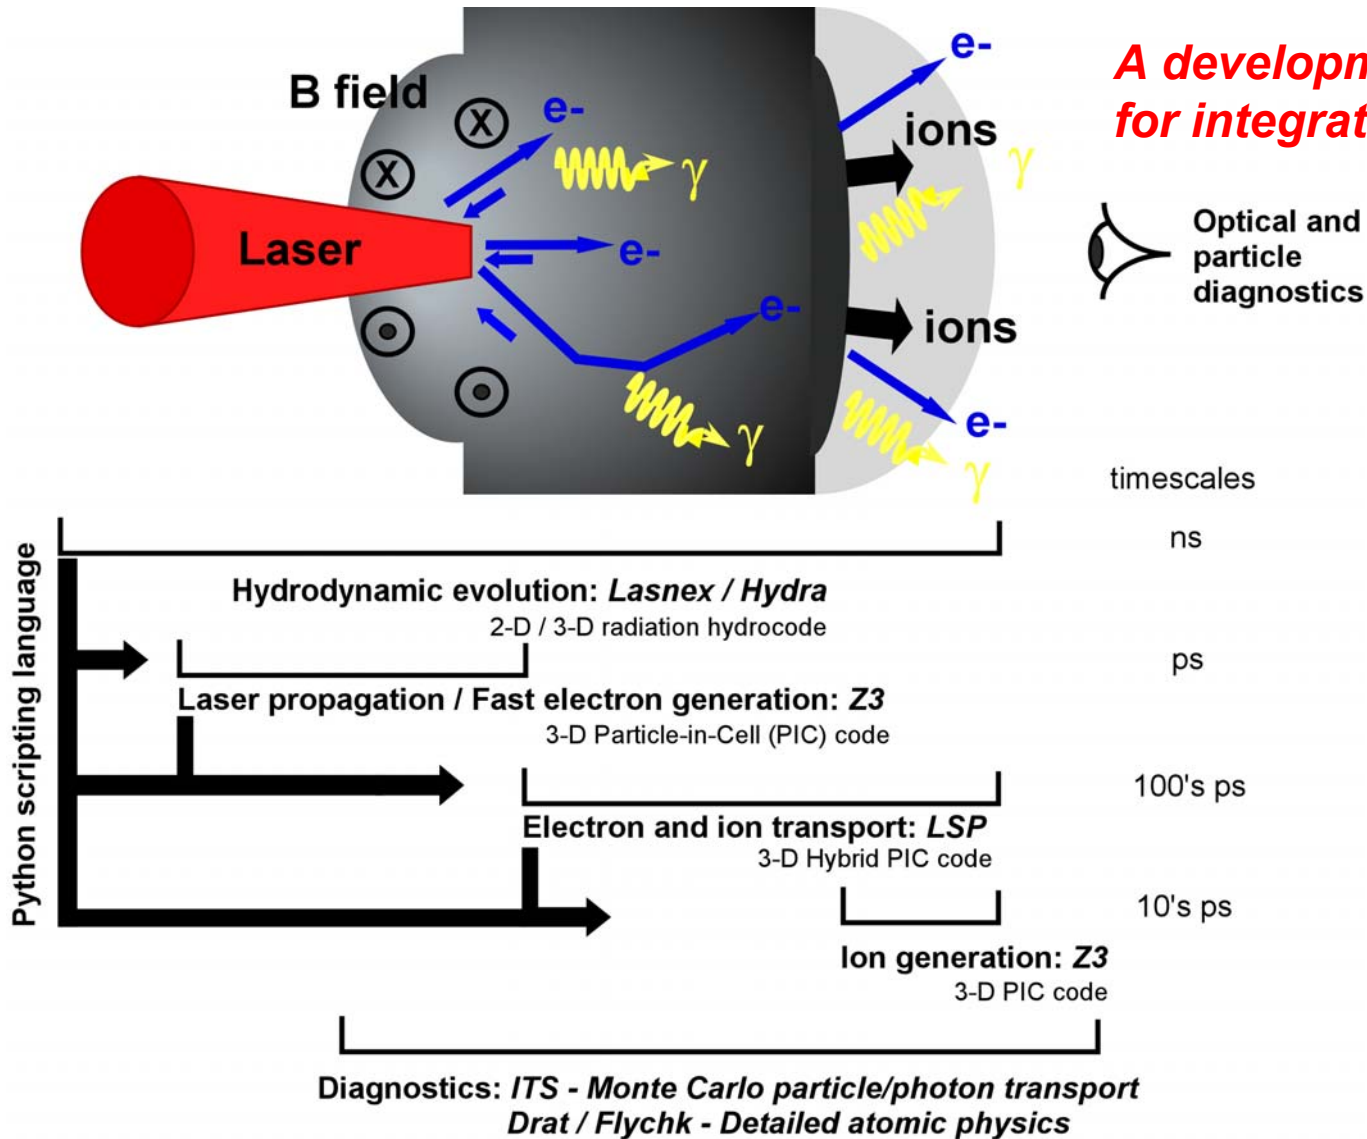 A developm
for integrat
B field
X
X
e-
γ
Laser
e-
e-
γ
e-
ions
γ
ions
e-
γ
Optical and
particle
diagnostics
timescales
ns
Python scripting language
Hydrodynamic evolution: Lasnex / Hydra
2-D / 3-D radiation hydrocode
ps
Laser propagation / Fast electron generation: Z3
3-D Particle-in-Cell (PIC) code
100's ps
Electron and ion transport: LSP
3-D Hybrid PIC code
10's ps
Ion generation: Z3
3-D PIC code
Diagnostics: ITS - Monte Carlo particle/photon transport
Drat / Flychk - Detailed atomic physics